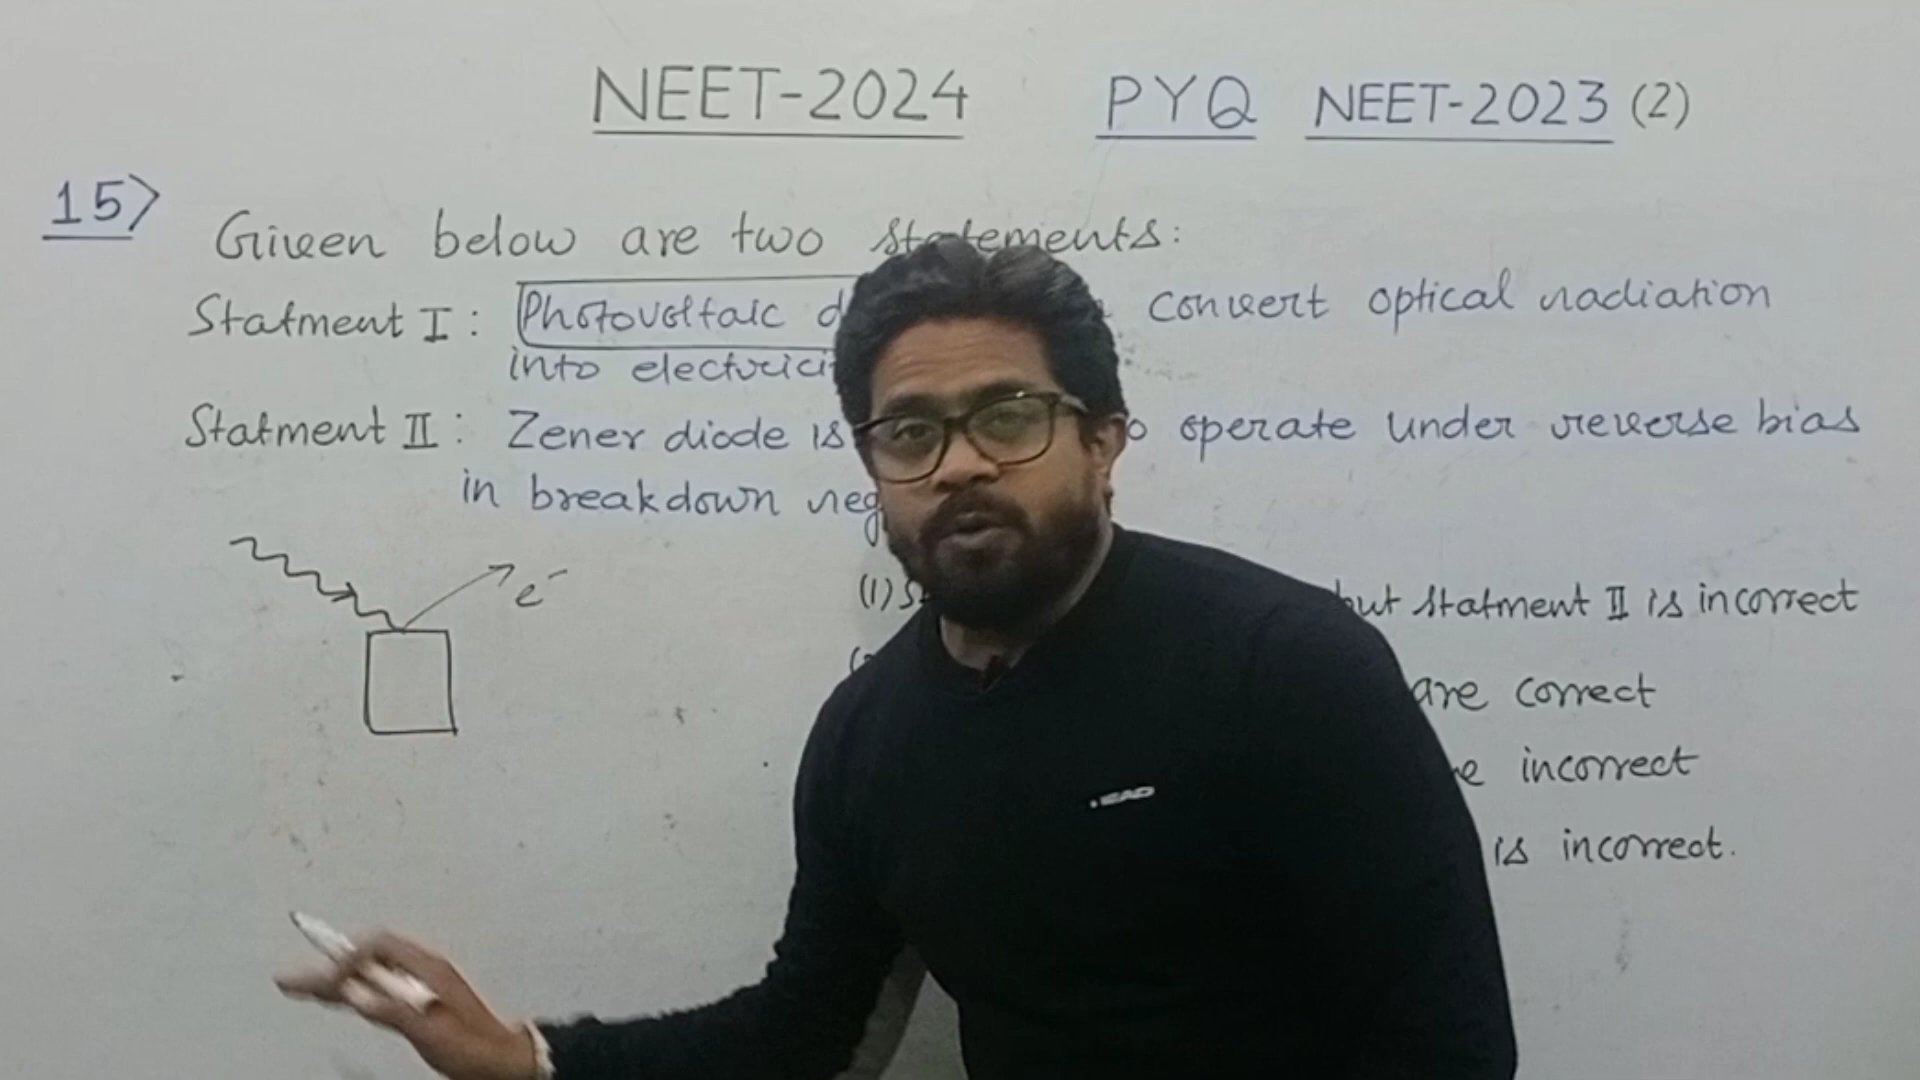 NEET-2024 PYQ NEET-2023 (2)
15>
Given below are two statements:
Statment I: Photovoltaic convert optical radiation
into
Statment II: Zener diode is operate under reverse bias
in breakdown
e⁻
(1) but statment II is incorrect
are correct
incorrect
is incorrect.